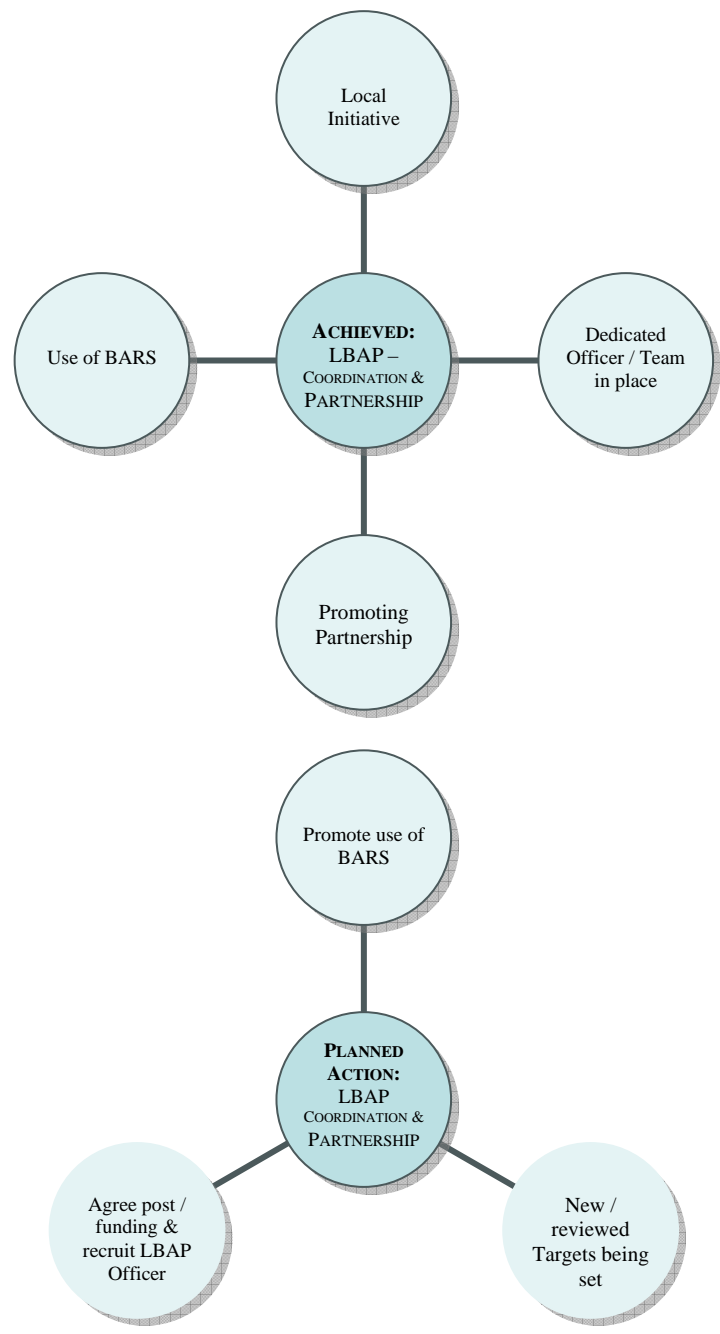 Local
Initiative
Use of BARS
ACHIEVED:
LBAP –
COORDINATION &
PARTNERSHIP
Dedicated
Officer / Team
in place
Promoting
Partnership
Promote use of
BARS
PLANNED
ACTION:
LBAP
COORDINATION &
PARTNERSHIP
Agree post /
funding &
recruit LBAP
Officer
New /
reviewed
Targets being
set